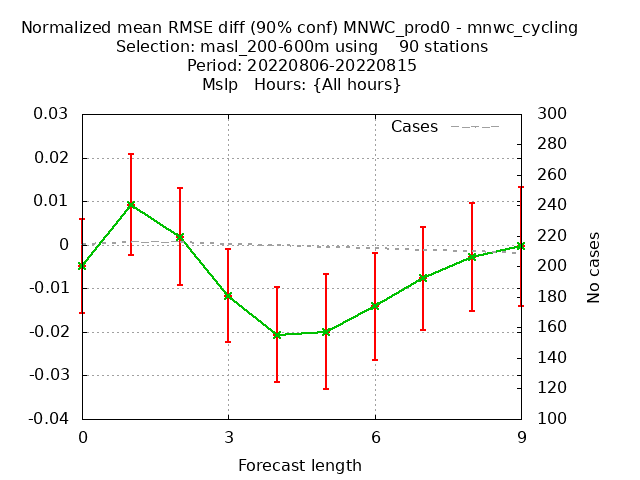 Normalized mean RMSE diff (90% conf) MNWC_prod0 - mnwc_cycling
Selection: masl_200-600m using 90 stations
Period: 20220806-20220815
Mslp Hours: {All hours}
Cases
0.03
0.02
0.01
0
-0.01
-0.02
-0.03
-0.04
300
280
260
240
220
200
180
160
140
120
100
No cases
0 3 6 9
Forecast length